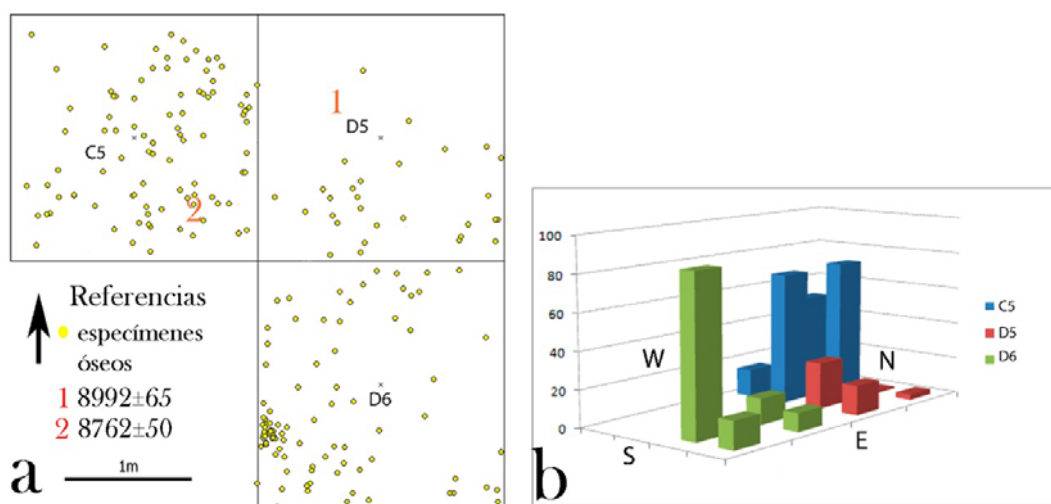 1
D5
C5
2
D6
Referencias
especímenes
óseos
1 8992±65
2 8762±50
1m
a
100
80
60
40
20
0
W
N
S
E
C5
D5
D6
b